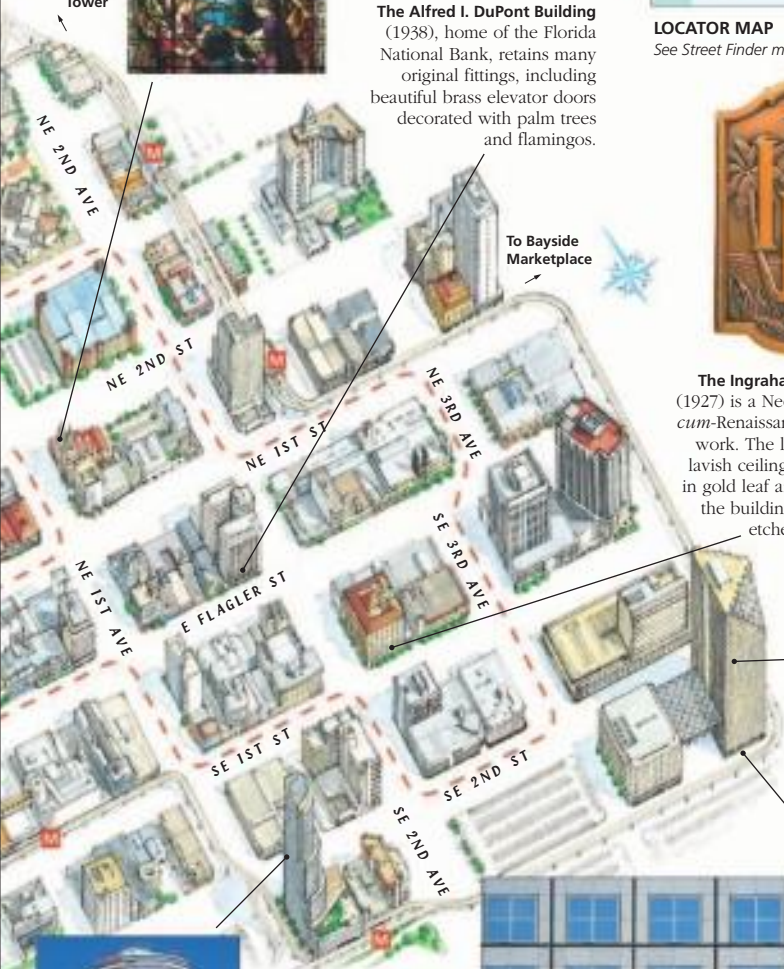 Tower
The Alfred I. DuPont Building
(1938), home of the Florida
National Bank, retains many
original fittings, including
beautiful brass elevator doors
decorated with palm trees
and flamingos.
LOCATOR MAP
See Street Finder m
NE 2ND AVE
M
To Bayside
Marketplace
NE 2ND ST
M
NE 3RD AVE
The Ingraha
(1927) is a Ne
cum-Renaissan
work. The l
lavish ceiling
in gold leaf a
the building
etche
NE 1ST ST
SE 3RD AVE
E FLAGLER ST
NE 1ST AVE
SE 1ST ST
SE 2ND ST
SE 2ND AVE
M
M